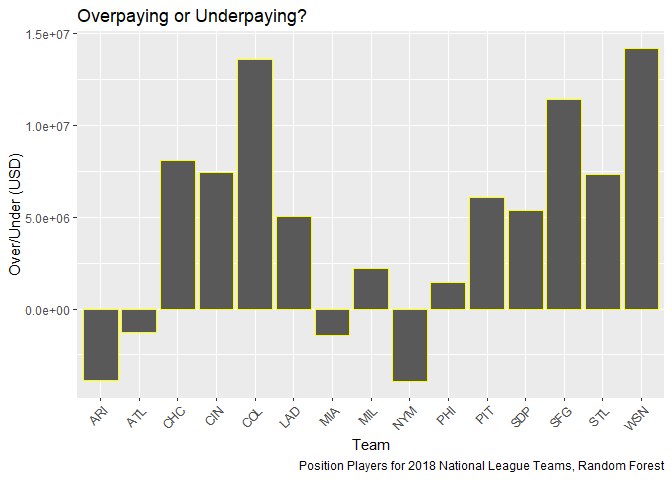 Overpaying or Underpaying?
1.5e+07
1.0e+07
5.0e+06
0.0e+00
Over/Under (USD)
ARI ATL CHC CIN COL LAD MIA MIL NYM PHI PIT SDP SFG STL WSN
Team
Position Players for 2018 National League Teams, Random Forest